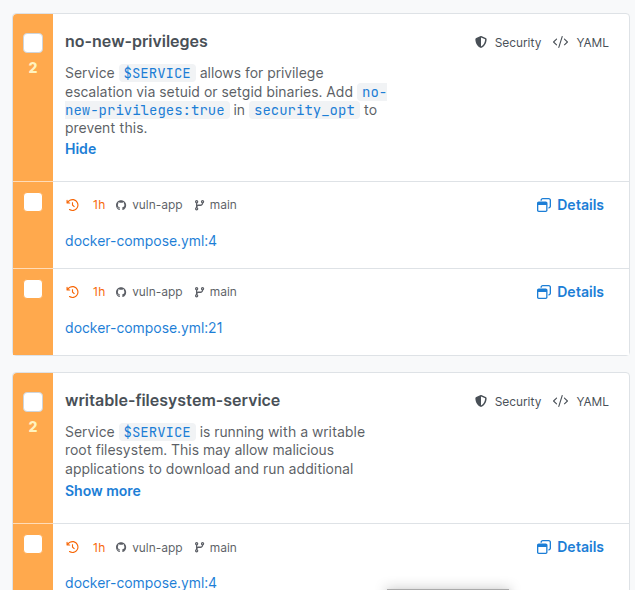 no-new-privileges
Security
YAML
2
Service $SERVICE allows for privilege
escalation via setuid or setgid binaries. Add no-
new-privileges:true in security_opt to
prevent this.
Hide
1h vuln-app main
Details
docker-compose.yml:4
1h vuln-app main
Details
docker-compose.yml:21
writable-filesystem-service
Security
YAML
2
Service $SERVICE is running with a writable
root filesystem. This may allow malicious
applications to download and run additional
Show more
1h vuln-app main
Details
docker-compose.yml:4